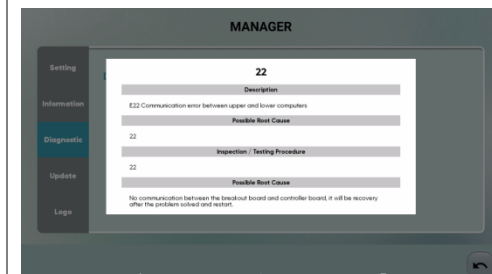 MANAGER
Setting
Information
Diagnostic
Update
Logo
22
Description
E22 Communication error between upper and lower computers
Possible Root Cause
22
Inspection / Testing Procedure
22
Possible Root Cause
No communication between the breakout board and controller board, it will be recovery
after the problem solved and restart.